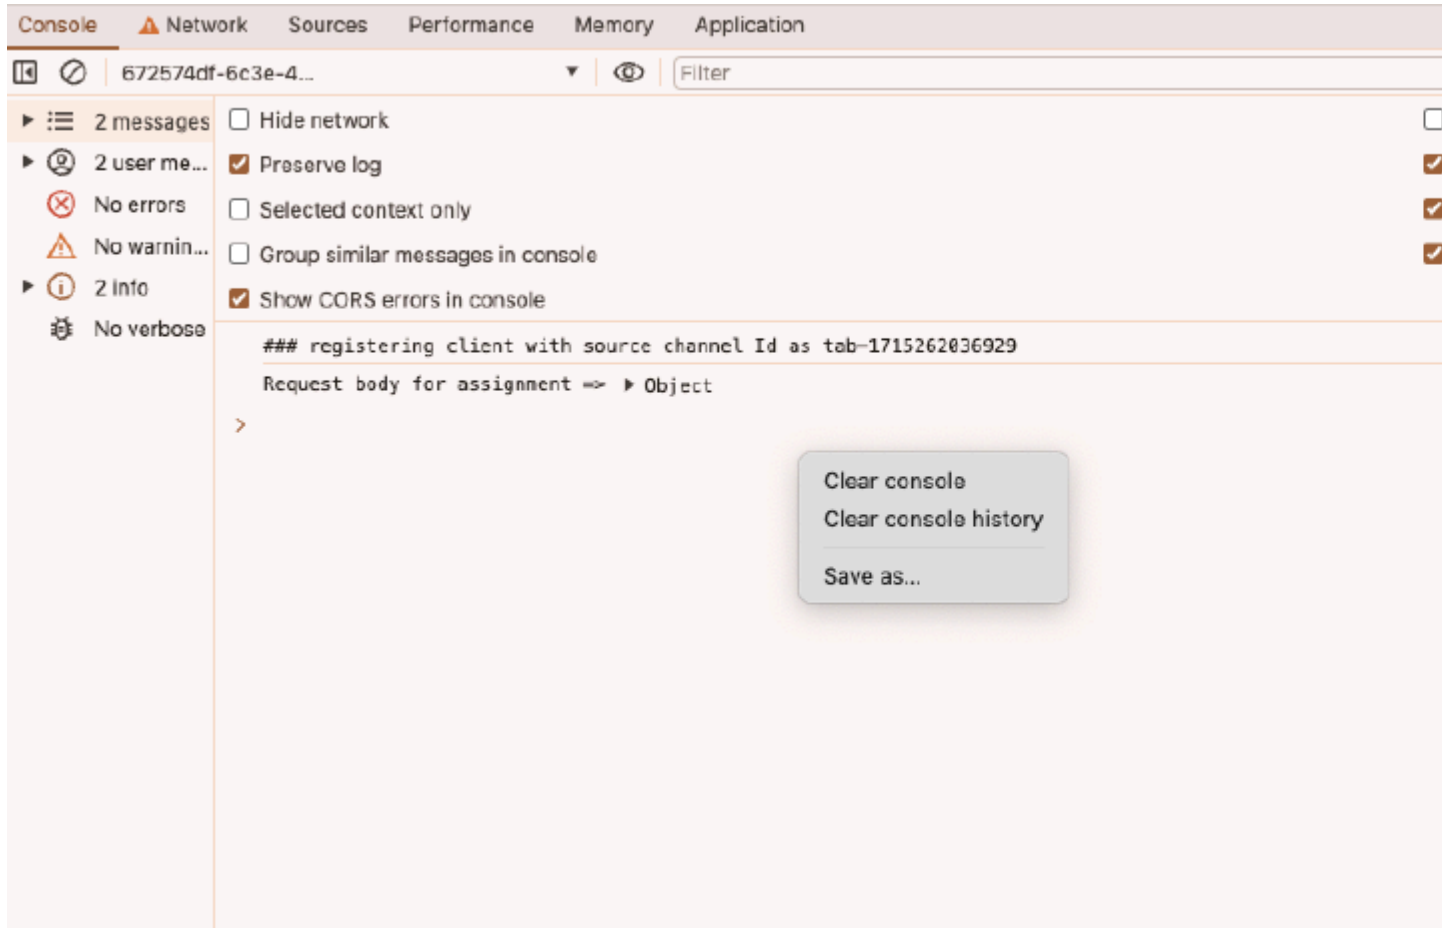 Console Network Sources Performance Memory Application
672574df-6c3e-4... Filter
2 messages
2 user me...
No errors
No warnin...
2 info
No verbose
Hide network
Preserve log
Selected context only
Group similar messages in console
Show CORS errors in console
### registering client with source channel Id as tab-1715262036929
Request body for assignment => Object
>
Clear console
Clear console history
Save as...